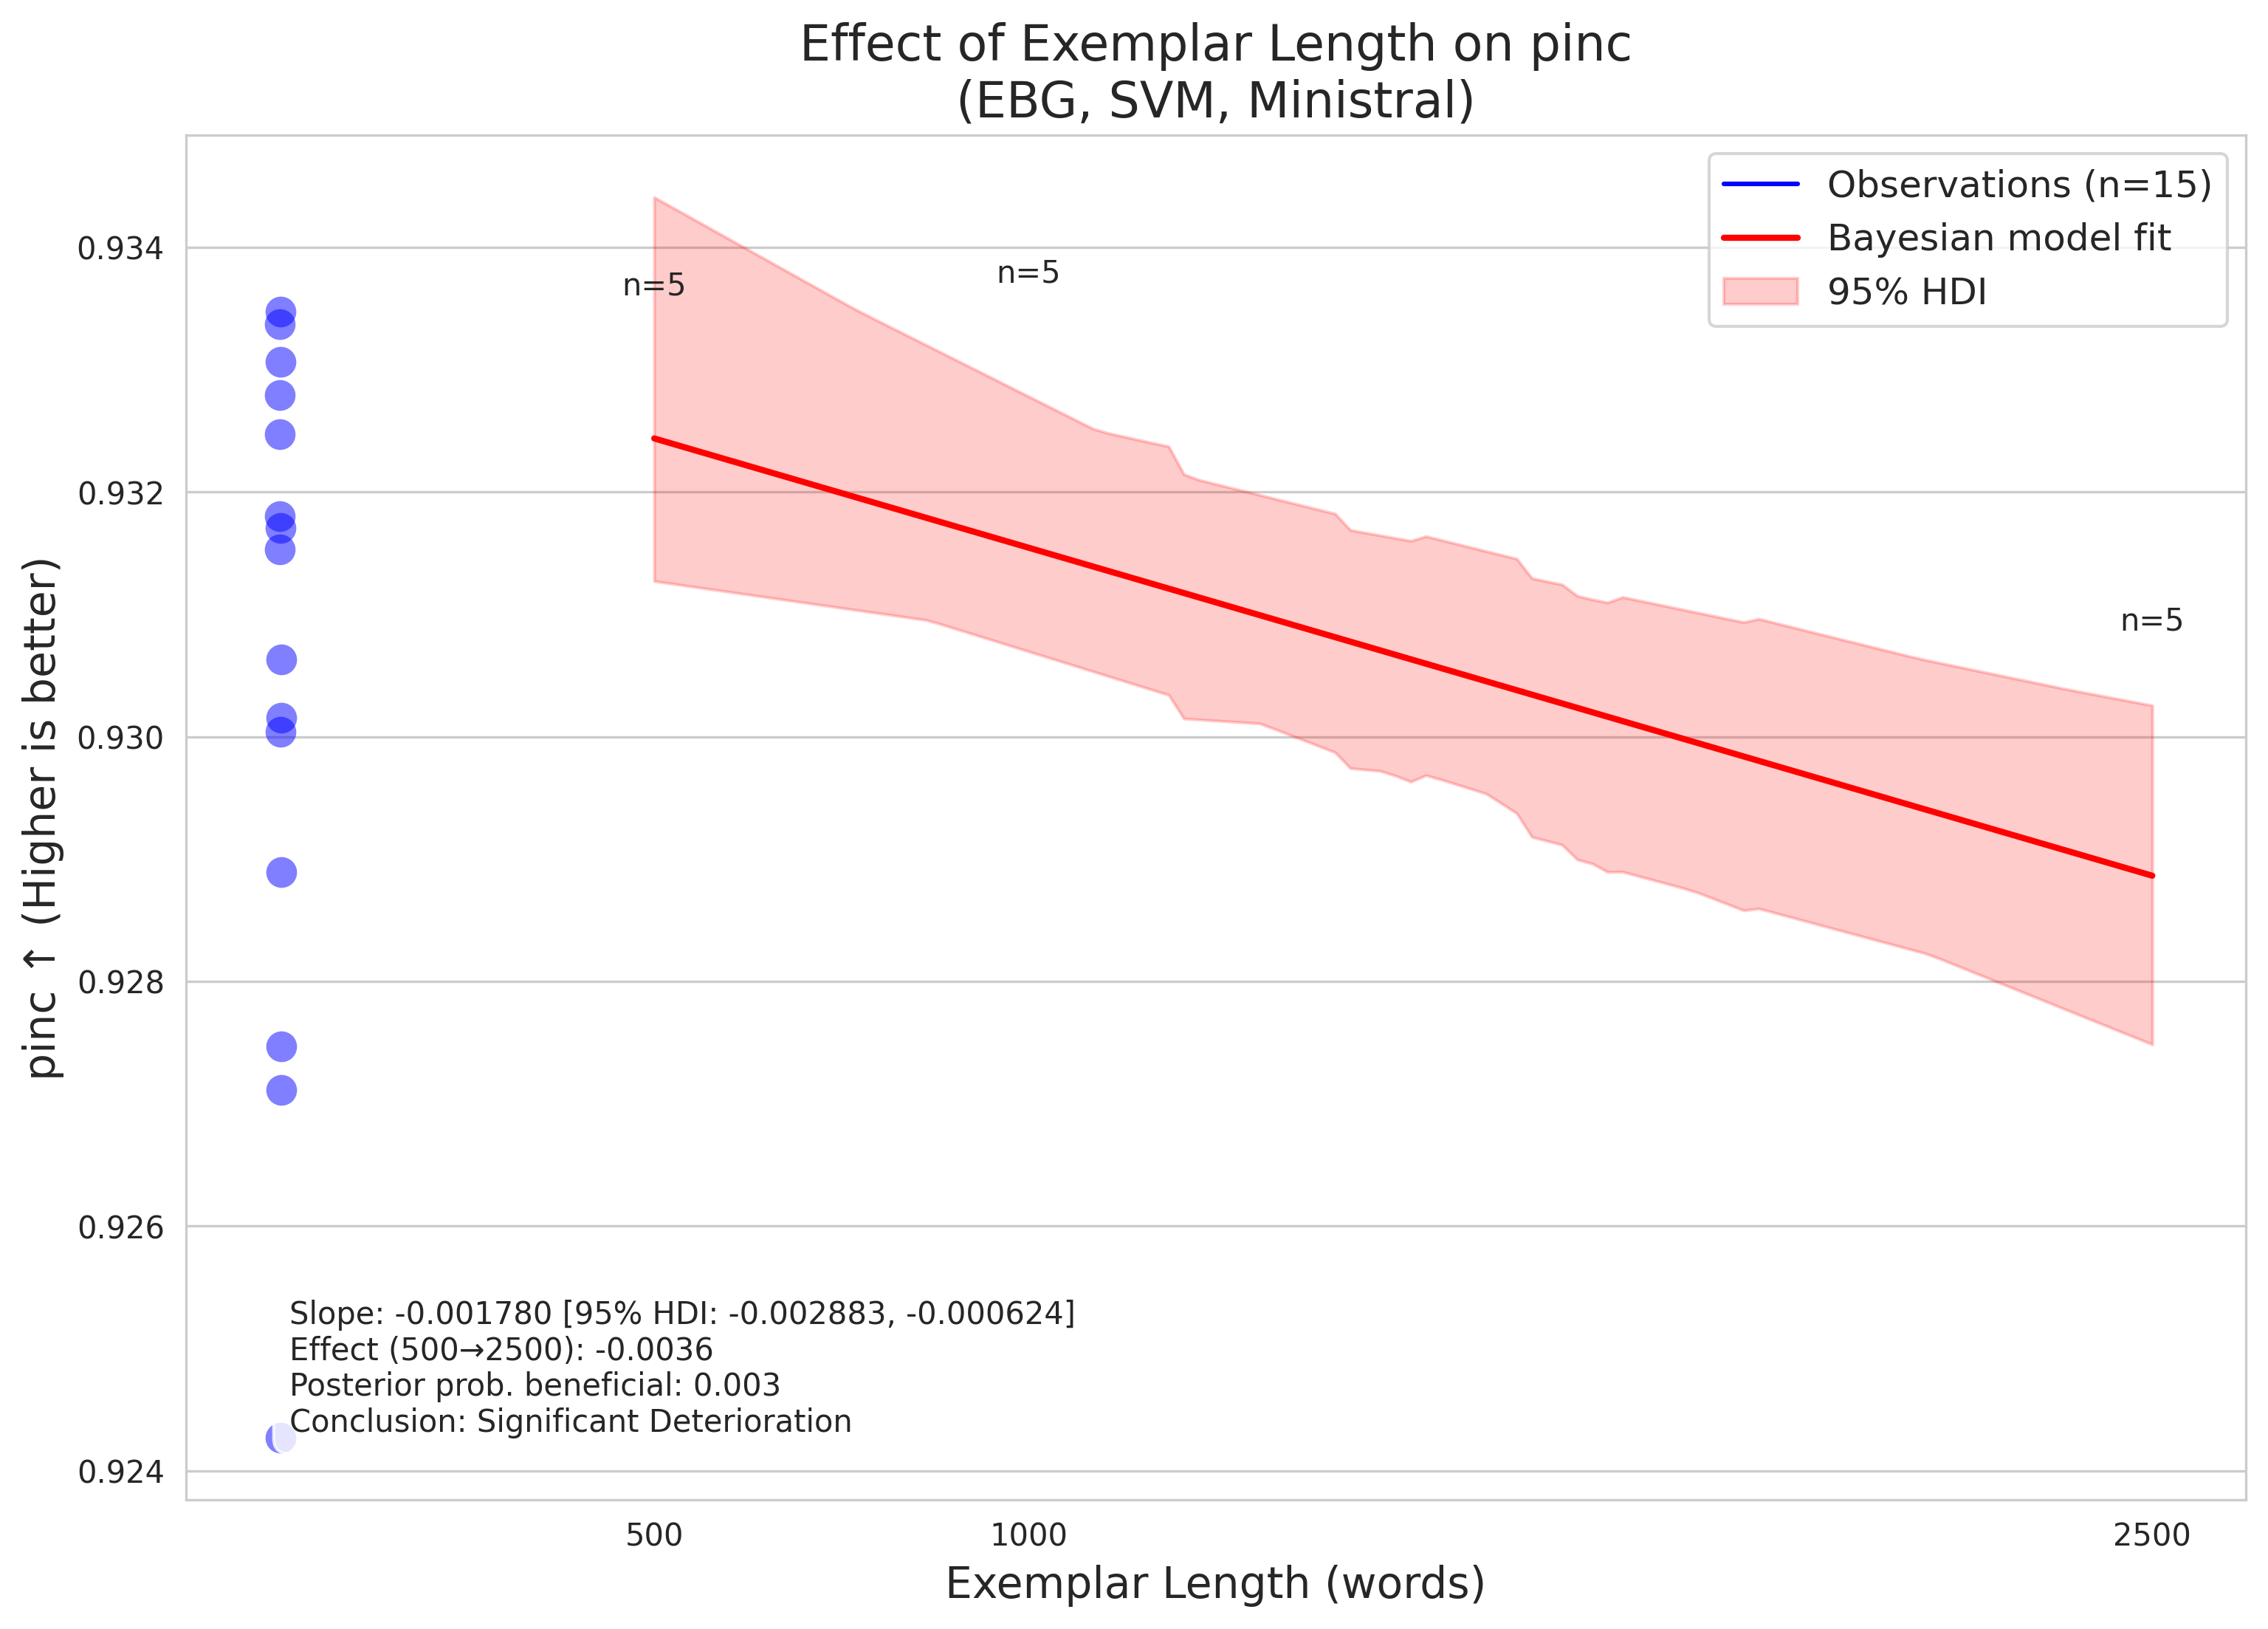 Effect of Exemplar Length on pinc
(EBG, SVM, Ministral)
Observations (n=15)
Bayesian model fit
95% HDI
n=5
n=5
n=5
pinc ↑ (Higher is better)
0.934
0.932
0.930
0.928
0.926
0.924
Slope: -0.001780 [95% HDI: -0.002883, -0.000624]
Effect (500→2500): -0.0036
Posterior prob. beneficial: 0.003
Conclusion: Significant Deterioration
500
1000
2500
Exemplar Length (words)